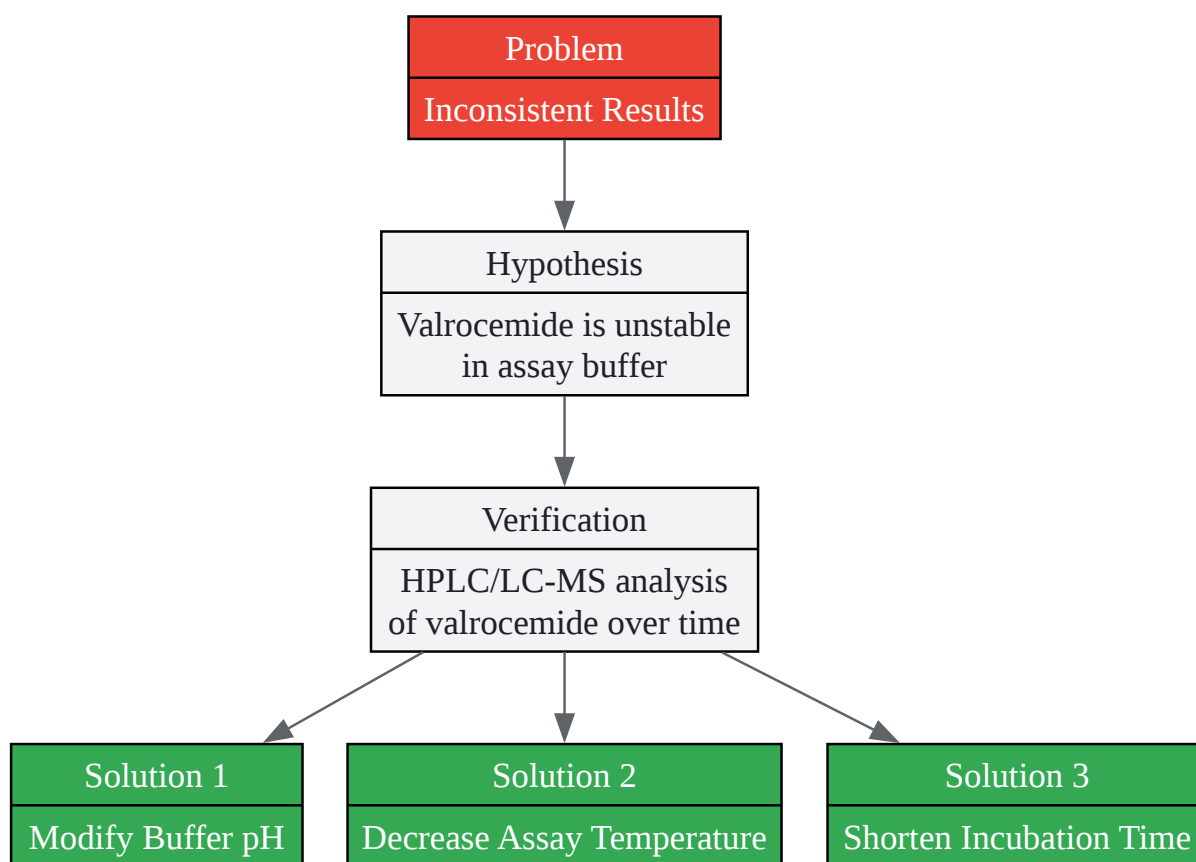 Problem
Inconsistent Results
Hypothesis
Valrocemide is unstable
in assay buffer
Verification
HPLC/LC-MS analysis
of valrocemide over time
Solution 1
Modify Buffer pH
Solution 2
Decrease Assay Temperature
Solution 3
Shorten Incubation Time